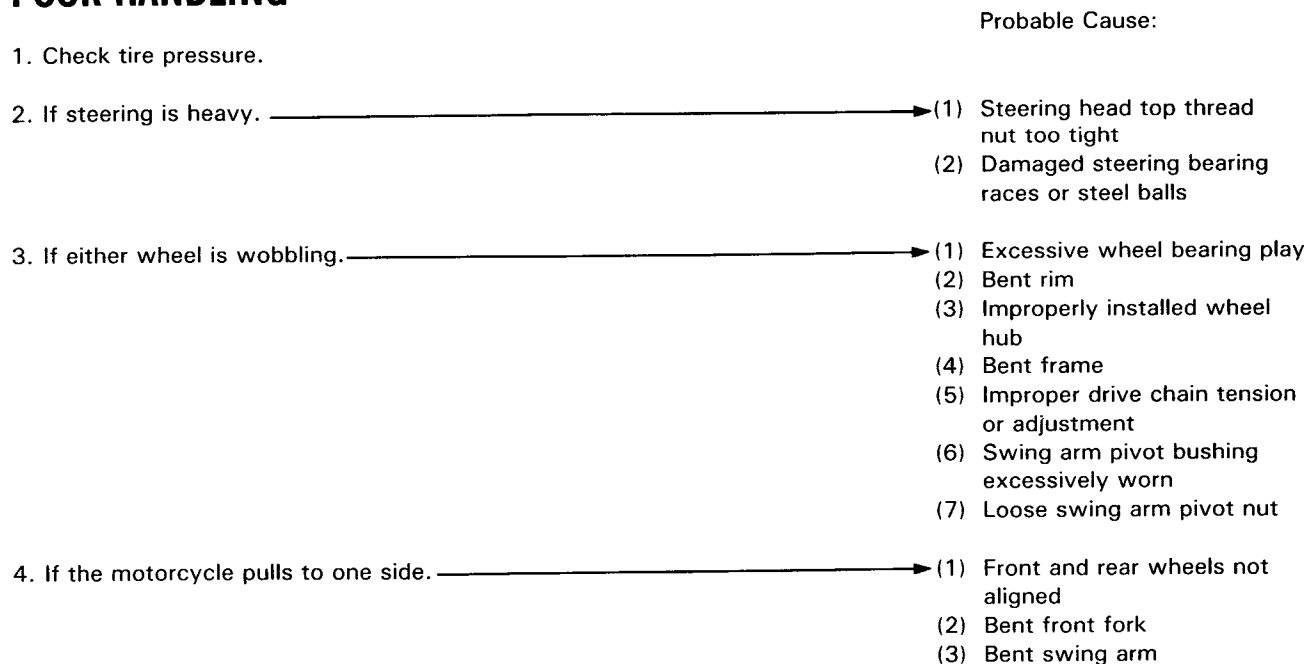 POOR HANDLING
Probable Cause:
1. Check tire pressure.
2. If steering is heavy.
(1) Steering head top thread
nut too tight
(2) Damaged steering bearing
races or steel balls
3. If either wheel is wobbling.
(1) Excessive wheel bearing play
(2) Bent rim
(3) Improperly installed wheel
hub
(4) Bent frame
(5) Improper drive chain tension
or adjustment
(6) Swing arm pivot bushing
excessively worn
(7) Loose swing arm pivot nut
4. If the motorcycle pulls to one side.
(1) Front and rear wheels not
aligned
(2) Bent front fork
(3) Bent swing arm